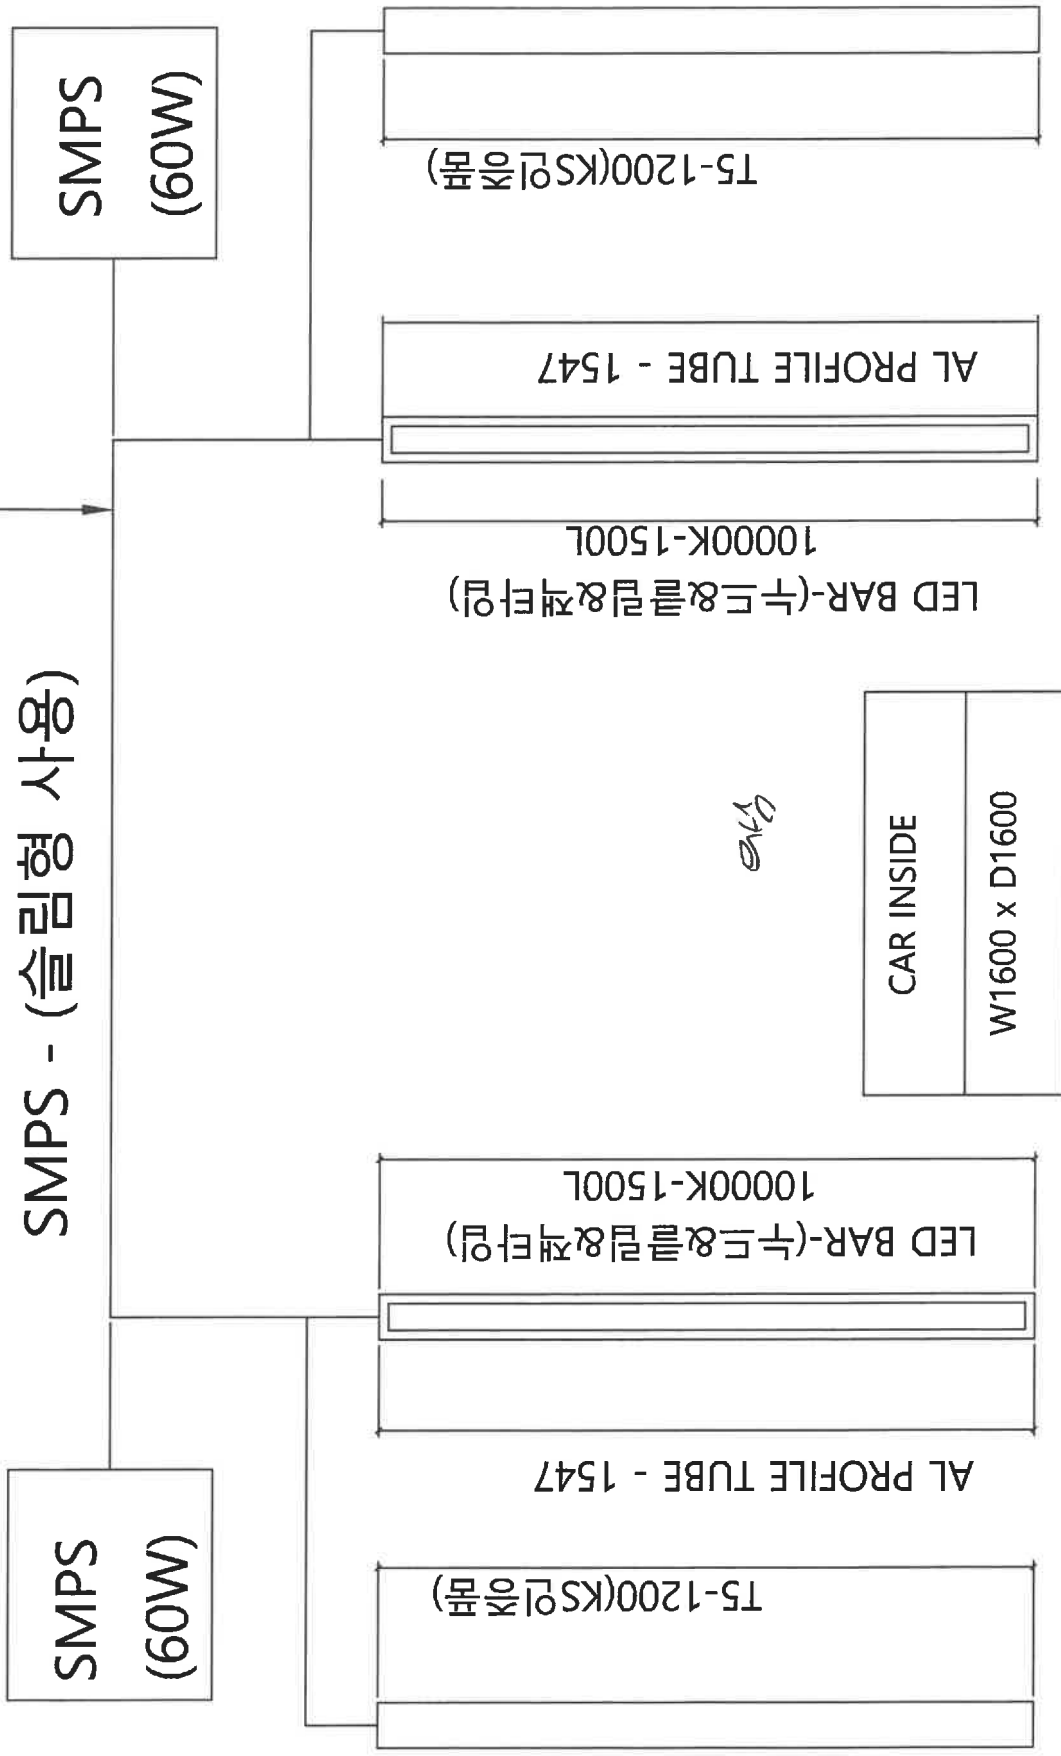 SMPS
(60W)
SMPS - (슬림형 사용)
SMPS
(60W)
T5-1200(KS인증품)
AL PROFILE TUBE - 1547
10000K-1500L
LED BAR-(누드&클립&잭타입)
CAR INSIDE
W1600 x D1600
10000K-1500L
LED BAR-(누드&클립&잭타입)
AL PROFILE TUBE - 1547
T5-1200(KS인증품)